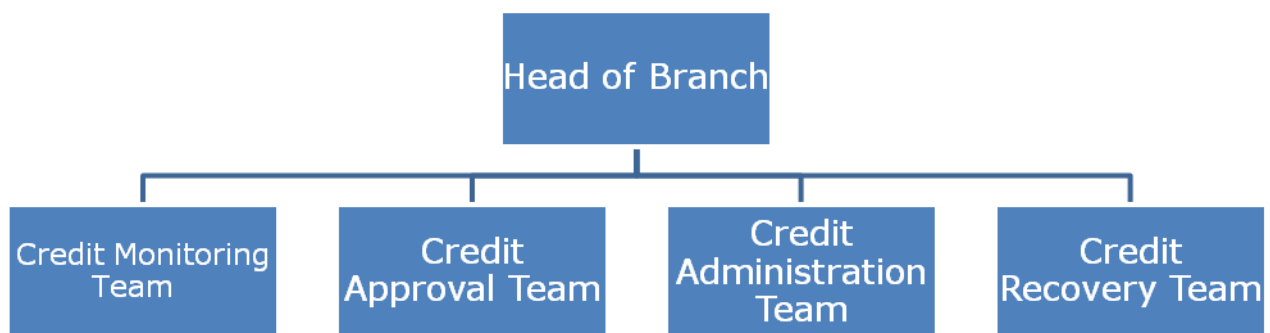 Head of Branch
Credit Monitoring
Team
Credit
Approval Team
Credit
Administration
Team
Credit
Recovery Team